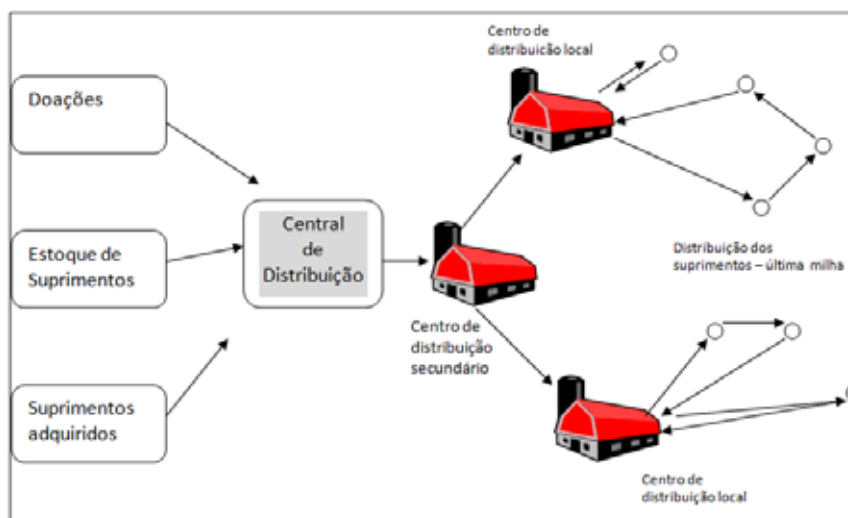 Centro de
distribuicão local
Doações
Estoque de
Suprimentos
Suprimentos
adquiridos
Central
de
Distribuição
Centro de
distribuição
secundário
Distribuição dos
suprimentos – última milha
Centro de
distribuição local